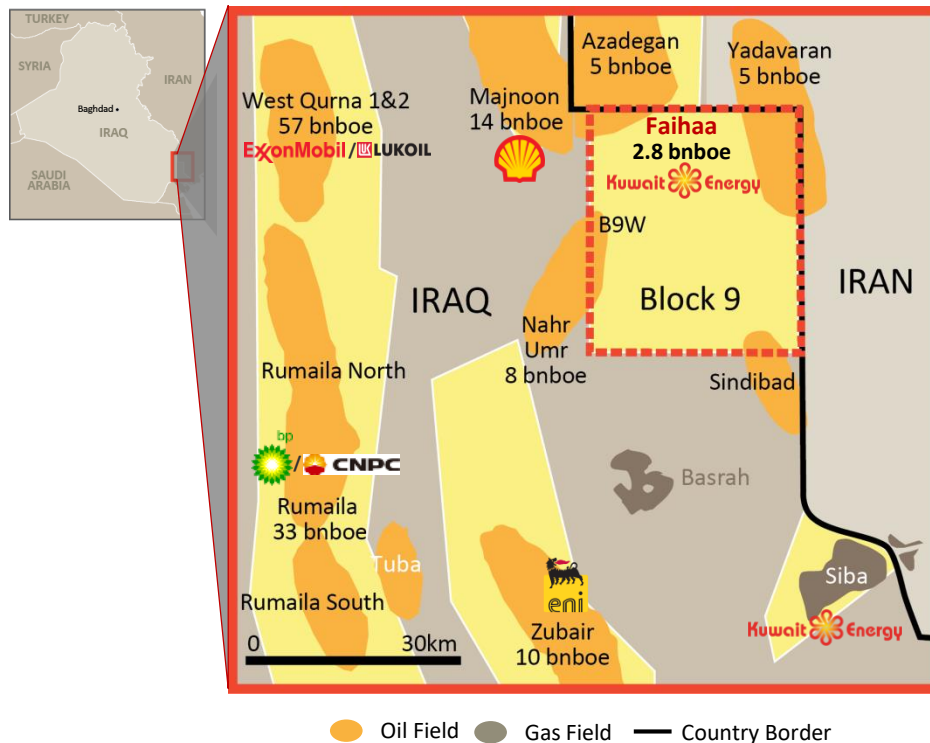 TURKEY
SYRIA
IRAN
Baghdad
IRAQ
SAUDI
ARABIA
West Qurna 1&2
57 bnboe
ExxonMobil/LUKOIL
Majnoon
14 bnboe
Azadegan
5 bnboe
Yadavaran
5 bnboe
Faihaa
2.8 bnboe
Kuwait Energy
B9W
IRAQ
Block 9
IRAN
Nahr
Umr
8 bnboe
Rumaila North
Sindibad
bp
/ CNPC
Basrah
Rumaila
33 bnboe
Tuba
Siba
eni
Rumaila South
Kuwait Energy
Zubair
10 bnboe
0 30km
Oil Field Gas Field Country Border